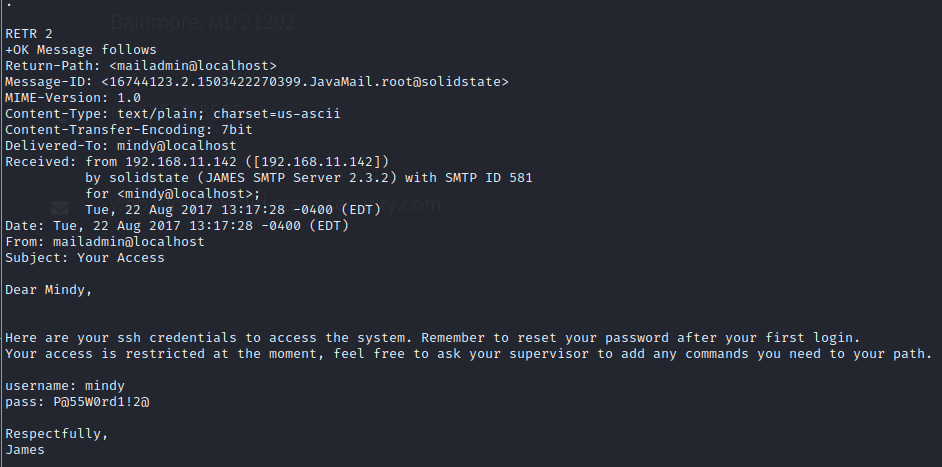 .
Baltimore, MD 21202
RETR 2
+OK Message follows
Return-Path: <mailadmin@localhost>
Message-ID: <16744123.2.1503422270399.JavaMail.root@solidstate>
MIME-Version: 1.0
Content-Type: text/plain; charset=us-ascii
Content-Transfer-Encoding: 7bit
Delivered-To: mindy@localhost
Received: from 192.168.11.142 ([192.168.11.142])
by solidstate (JAMES SMTP Server 2.3.2) with SMTP ID 581
for <mindy@localhost>;
Tue, 22 Aug 2017 13:17:28 -0400 (EDT)
Date: Tue, 22 Aug 2017 13:17:28 -0400 (EDT)
From: mailadmin@localhost
Subject: Your Access
Dear Mindy,
Here are your ssh credentials to access the system. Remember to reset your password after your first login.
Your access is restricted at the moment, feel free to ask your supervisor to add any commands you need to your path.
username: mindy
pass: P@55W0rd1!2@
Respectfully,
James